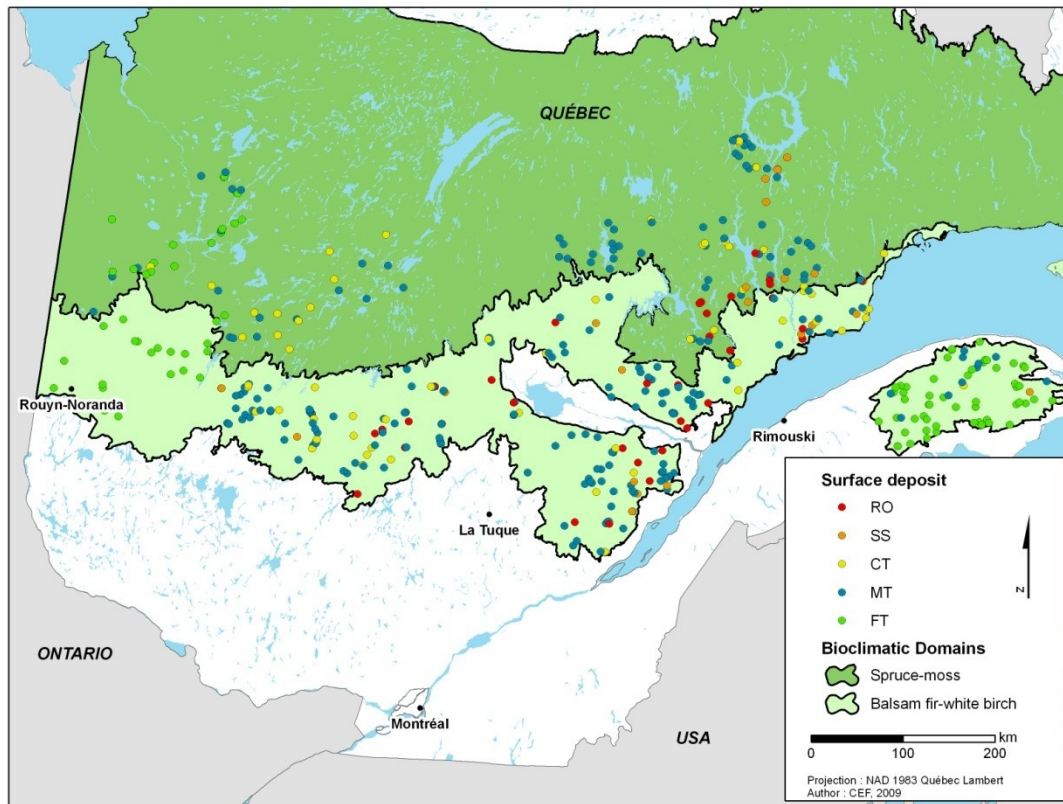 QUÉBEC
Rouyn-Noranda
Rimouski
La Tuque
ONTARIO
Montréal
USA
Surface deposit
RO
SS
CT
MT
FT
N
Bioclimatic Domains
Spruce-moss
Balsam fir-white birch
km
0 100 200
Projection : NAD 1983 Québec Lambert
Author : CEF, 2009